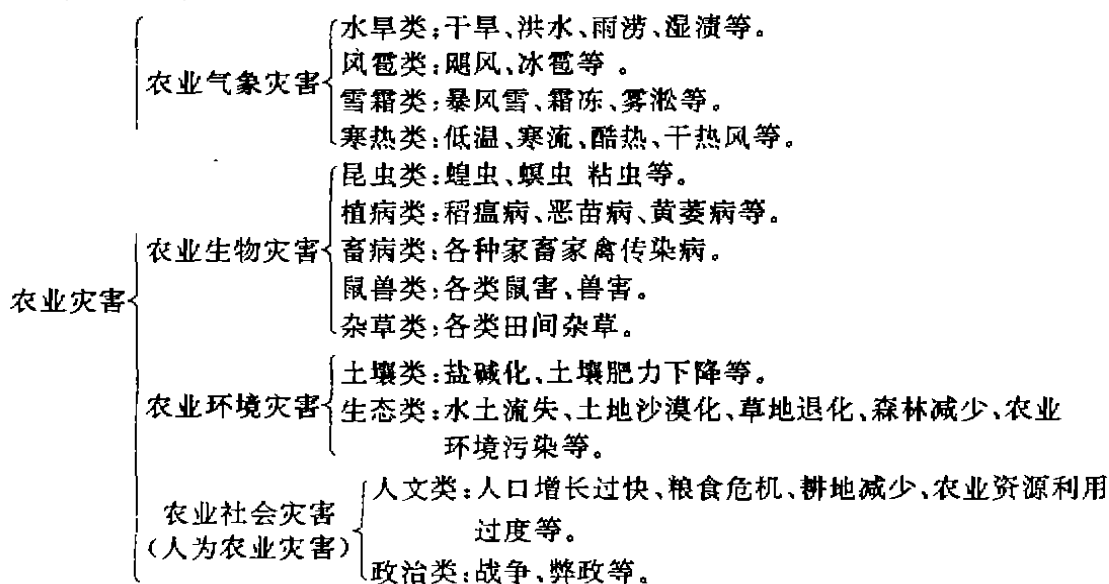 水旱类:干旱、洪水、雨涝、湿渍等。
风雹类:飓风、冰雹等。
农业气象灾害
雪霜类:暴风雪、霜冻、雾淞等。
寒热类:低温、寒流、酷热、干热风等。
昆虫类:蝗虫、螟虫 粘虫等。
植病类:稻瘟病、恶苗病、黄萎病等。
农业生物灾害
畜病类:各种家畜家禽传染病。
鼠兽类:各类鼠害、兽害。
农业灾害
杂草类:各类田间杂草。
土壤类:盐碱化、土壤肥力下降等。
农业环境灾害
生态类:水土流失、土地沙漠化、草地退化、森林减少、农业
环境污染等。
人文类:人口增长过快、粮食危机、耕地减少、农业资源利用
过度等。
农业社会灾害
(人为农业灾害)
政治类:战争、弊政等。